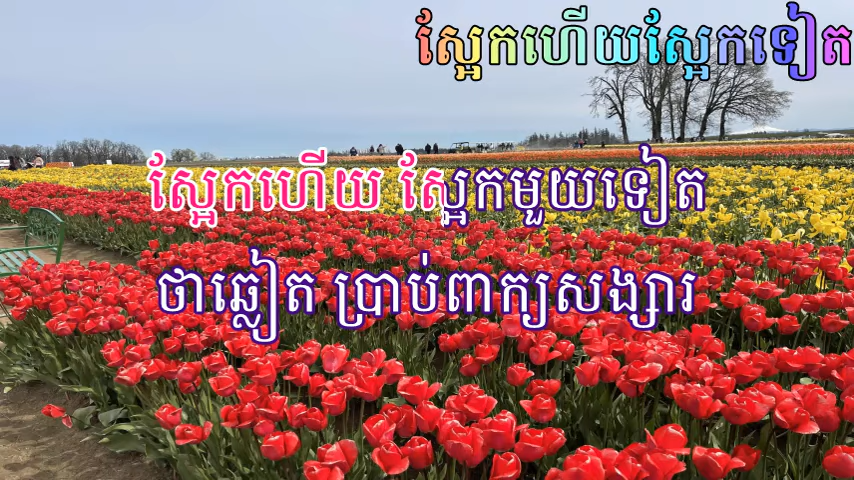 ស្អែកហើយស្អែកទៀត
ស្អែកហើយ ស្អែកមួយទៀត
ថាឆ្លៀត ប្រាប់ពាក្យសង្សារ